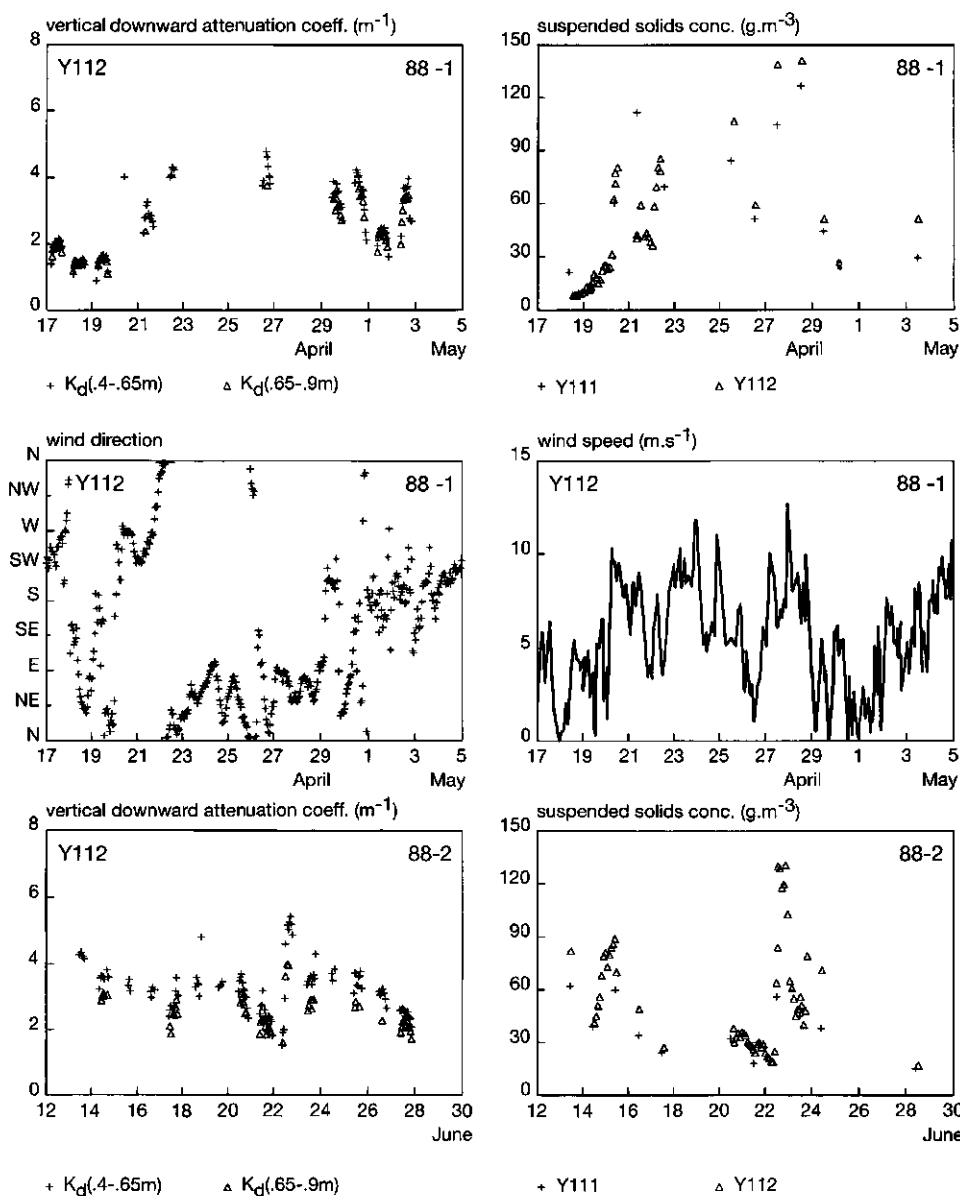 vertical downward attenuation coeff. (m⁻¹)
8
6
4
2
0
Y112
88 -1
17 19 21 23 25 27 29 1 3 5
April May
+ Kd(.4-.65m) △ Kd(.65-.9m)
suspended solids conc. (g.m⁻³)
150
120
90
60
30
0
88 -1
17 19 21 23 25 27 29 1 3 5
April May
+ Y111 △ Y112
wind direction
N
NW
W
SW
S
SE
E
NE
N
Y112
88 -1
17 19 21 23 25 27 29 1 3 5
April May
wind speed (m.s⁻¹)
15
10
5
0
Y112
88 -1
17 19 21 23 25 27 29 1 3 5
April May
vertical downward attenuation coeff. (m⁻¹)
8
6
4
2
0
Y112
88-2
12 14 16 18 20 22 24 26 28 30
June
+ Kd(.4-.65m) △ Kd(.65-.9m)
suspended solids conc. (g.m⁻³)
150
120
90
60
30
0
88-2
12 14 16 18 20 22 24 26 28 30
June
+ Y111 △ Y112